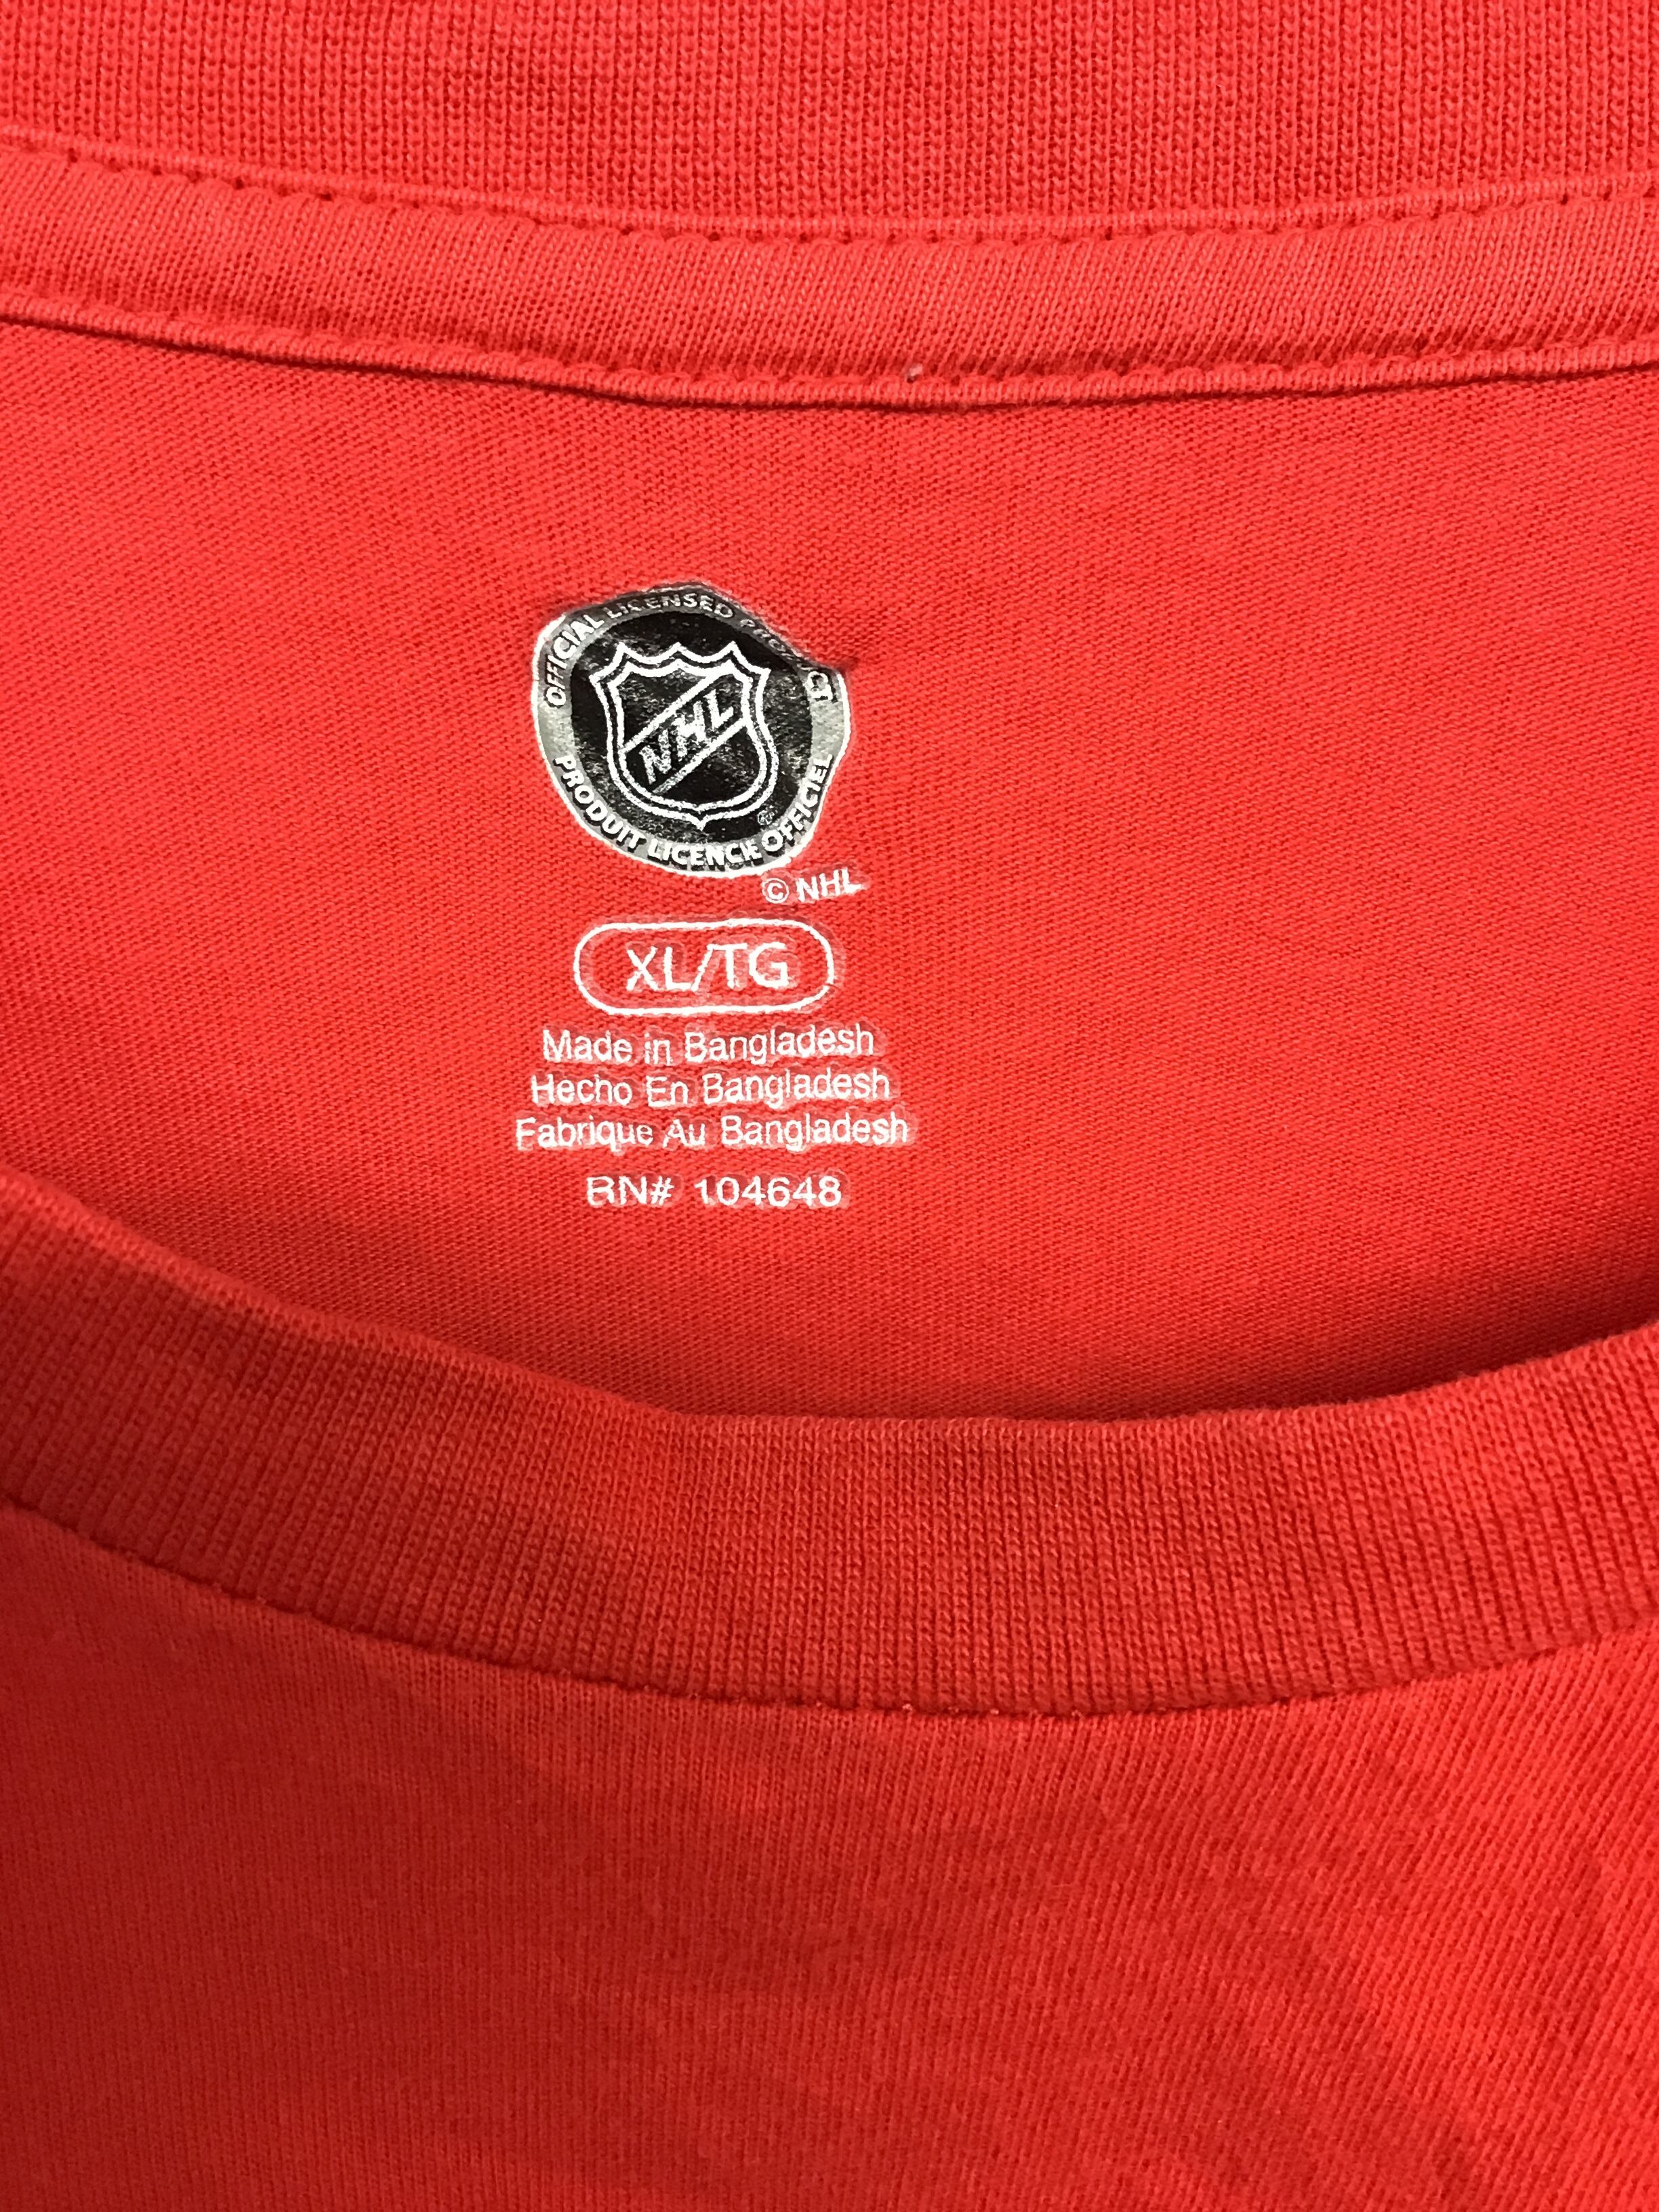 OFFICIAL LICENSED PRODUCT
NHL
PRODUIT LICENCIÉ OFFICIEL
© NHL
XL/TG
Made in Bangladesh
Hecho En Bangladesh
Fabrique Au Bangladesh
RN# 104648